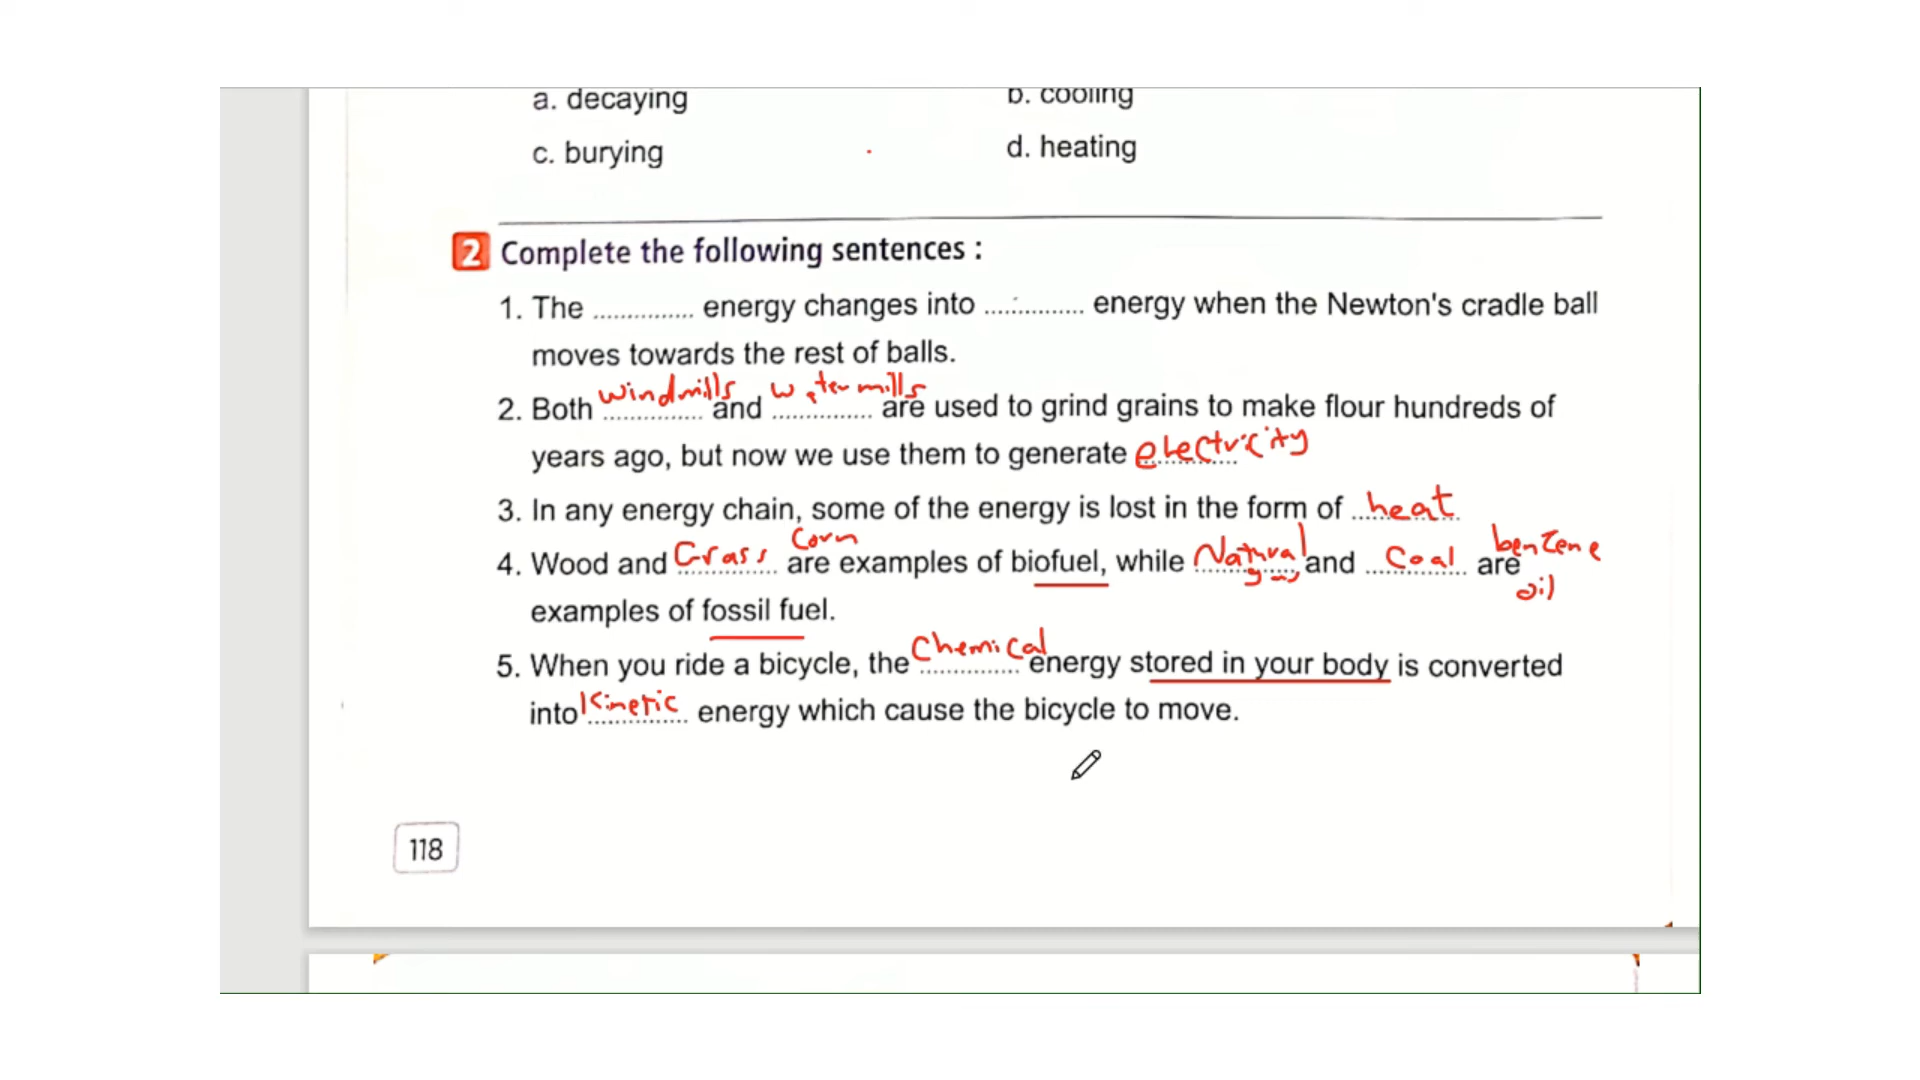 a. decaying b. cooling
c. burying d. heating
2 Complete the following sentences :
1. The ............... energy changes into ............... energy when the Newton's cradle ball
moves towards the rest of balls.
2. Both windmills and watermills are used to grind grains to make flour hundreds of
years ago, but now we use them to generate electricity
3. In any energy chain, some of the energy is lost in the form of heat
corn benzene
4. Wood and Grass are examples of biofuel, while Natural and Coal are
gas oil
examples of fossil fuel.
5. When you ride a bicycle, the Chemical energy stored in your body is converted
into Kinetic energy which cause the bicycle to move.
118